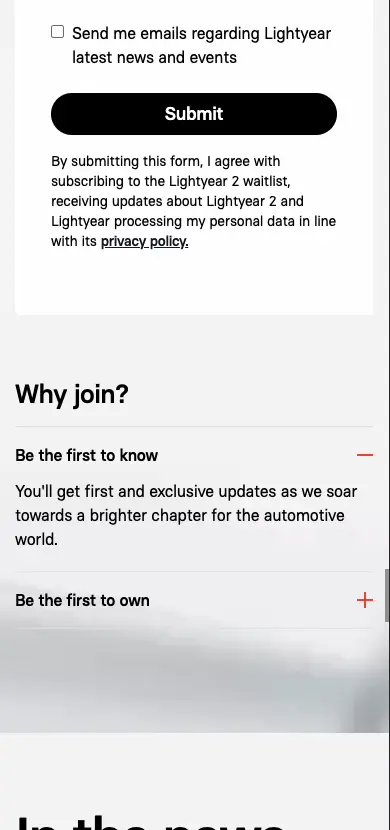 Send me emails regarding Lightyear
latest news and events
Submit
By submitting this form, I agree with
subscribing to the Lightyear 2 waitlist,
receiving updates about Lightyear 2 and
Lightyear processing my personal data in line
with its privacy policy.
Why join?
Be the first to know
You'll get first and exclusive updates as we soar
towards a brighter chapter for the automotive
world.
Be the first to own
In the news